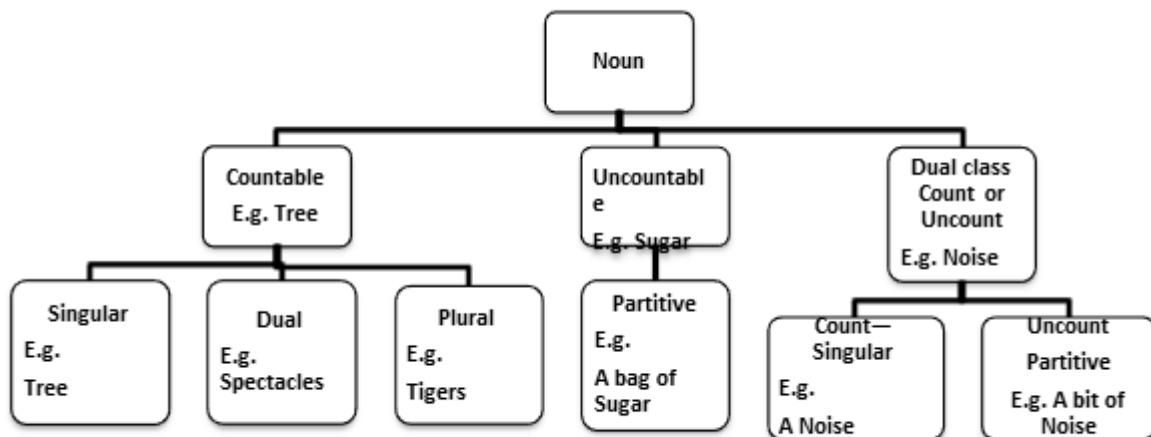 Noun
Countable
E.g. Tree
Uncountabl
e
E.g. Sugar
Dual class
Count or
Uncount
E.g. Noise
Singular
E.g.
Tree
Dual
E.g.
Spectacles
Plural
E.g.
Tigers
Partitive
E.g.
A bag of
Sugar
Count—
Singular
E.g.
A Noise
Uncount
Partitive
E.g. A bit of
Noise